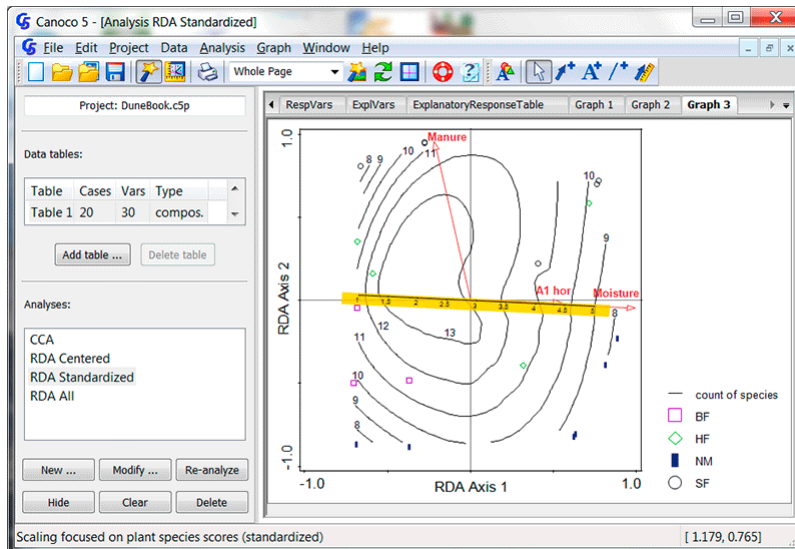 Canoco 5 - [Analysis RDA Standardized]
File Edit Project Data Analysis Graph Window Help
Whole Page
Project: DuneBook.c5p
Data tables:
Table Cases Vars Type
Table 1 20 30 compos.
Add table ... Delete table
Analyses:
CCA
RDA Centered
RDA Standardized
RDA All
New ... Modify ... Re-analyze
Hide Clear Delete
RespVars ExplVars ExplanatoryResponseTable Graph 1 Graph 2 Graph 3
1.0
Manure
8 9 10 11
10
9
RDA Axis 2
A1 hor Moisture
1 1.5 2 2.5 3 3.5 4 4.5 5
8
12 13
11
10
9
8
-1.0
-1.0 RDA Axis 1 1.0
count of species
BF
HF
NM
SF
Scaling focused on plant species scores (standardized) [ 1.179, 0.765]